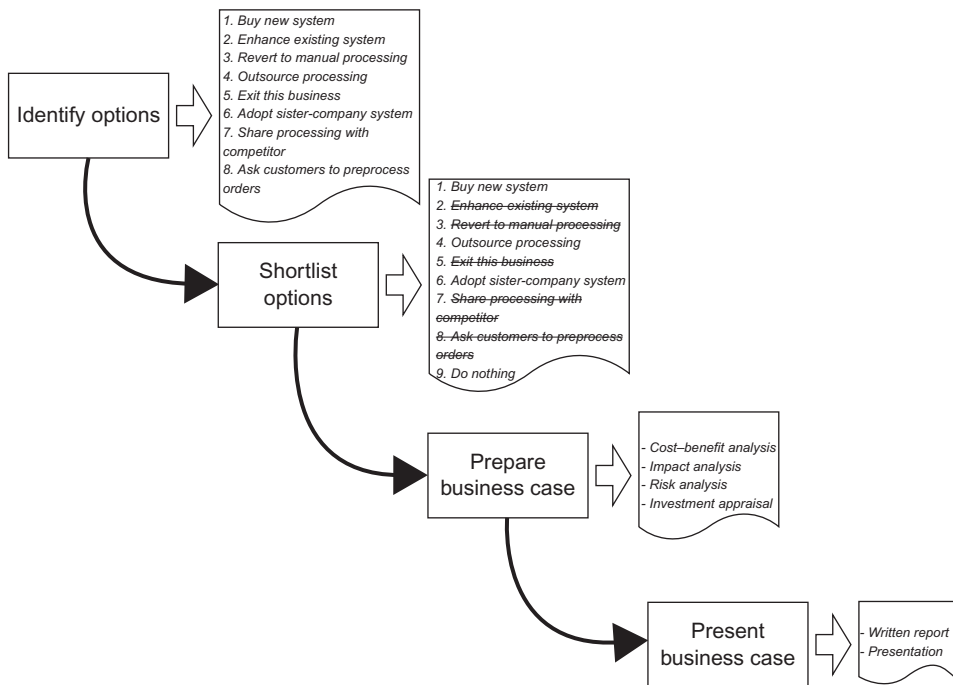 Identify options
1. Buy new system
2. Enhance existing system
3. Revert to manual processing
4. Outsource processing
5. Exit this business
6. Adopt sister-company system
7. Share processing with
competitor
8. Ask customers to preprocess
orders
Shortlist
options
1. Buy new system
2. Enhance existing system
3. Revert to manual processing
4. Outsource processing
5. Exit this business
6. Adopt sister-company system
7. Share processing with
competitor
8. Ask customers to preprocess
orders
9. Do nothing
Prepare
business case
- Cost–benefit analysis
- Impact analysis
- Risk analysis
- Investment appraisal
Present
business case
- Written report
- Presentation